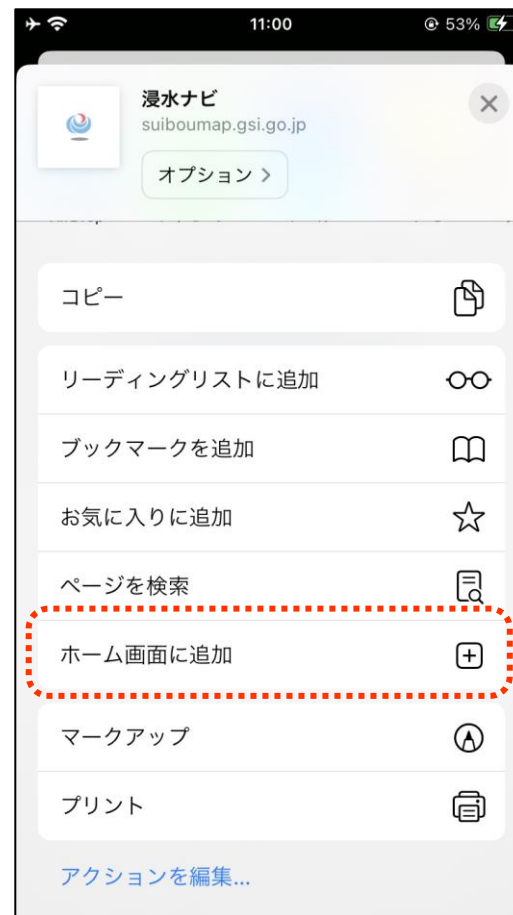 11:00
53%
浸水ナビ
suiboumap.gsi.go.jp
オプション
コピー
リーディングリストに追加
ブックマークを追加
お気に入りに追加
ページを検索
ホーム画面に追加
マークアップ
プリント
アクションを編集...